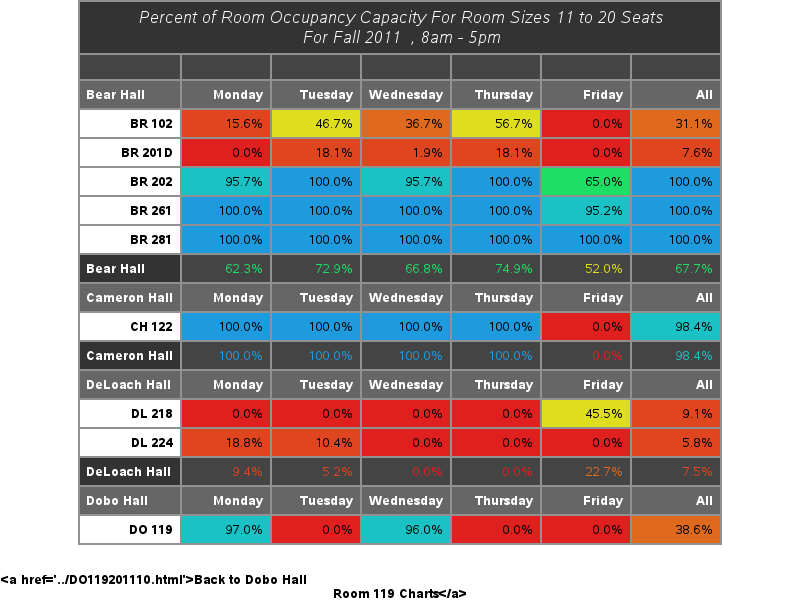 Percent of Room Occupancy Capacity For Room Sizes 11 to 20 Seats
For Fall 2011 , 8am - 5pm
Bear Hall Monday Tuesday Wednesday Thursday Friday All
BR 102 15.6% 46.7% 36.7% 56.7% 0.0% 31.1%
BR 201D 0.0% 18.1% 1.9% 18.1% 0.0% 7.6%
BR 202 95.7% 100.0% 95.7% 100.0% 65.0% 100.0%
BR 261 100.0% 100.0% 100.0% 100.0% 95.2% 100.0%
BR 281 100.0% 100.0% 100.0% 100.0% 100.0% 100.0%
Bear Hall 62.3% 72.9% 66.8% 74.9% 52.0% 67.7%
Cameron Hall Monday Tuesday Wednesday Thursday Friday All
CH 122 100.0% 100.0% 100.0% 100.0% 0.0% 98.4%
Cameron Hall 100.0% 100.0% 100.0% 100.0% 0.0% 98.4%
DeLoach Hall Monday Tuesday Wednesday Thursday Friday All
DL 218 0.0% 0.0% 0.0% 0.0% 45.5% 9.1%
DL 224 18.8% 10.4% 0.0% 0.0% 0.0% 5.8%
DeLoach Hall 9.4% 5.2% 0.0% 0.0% 22.7% 7.5%
Dobo Hall Monday Tuesday Wednesday Thursday Friday All
DO 119 97.0% 0.0% 96.0% 0.0% 0.0% 38.6%
<a href='../DO119201110.html'>Back to Dobo Hall
Room 119 Charts</a>